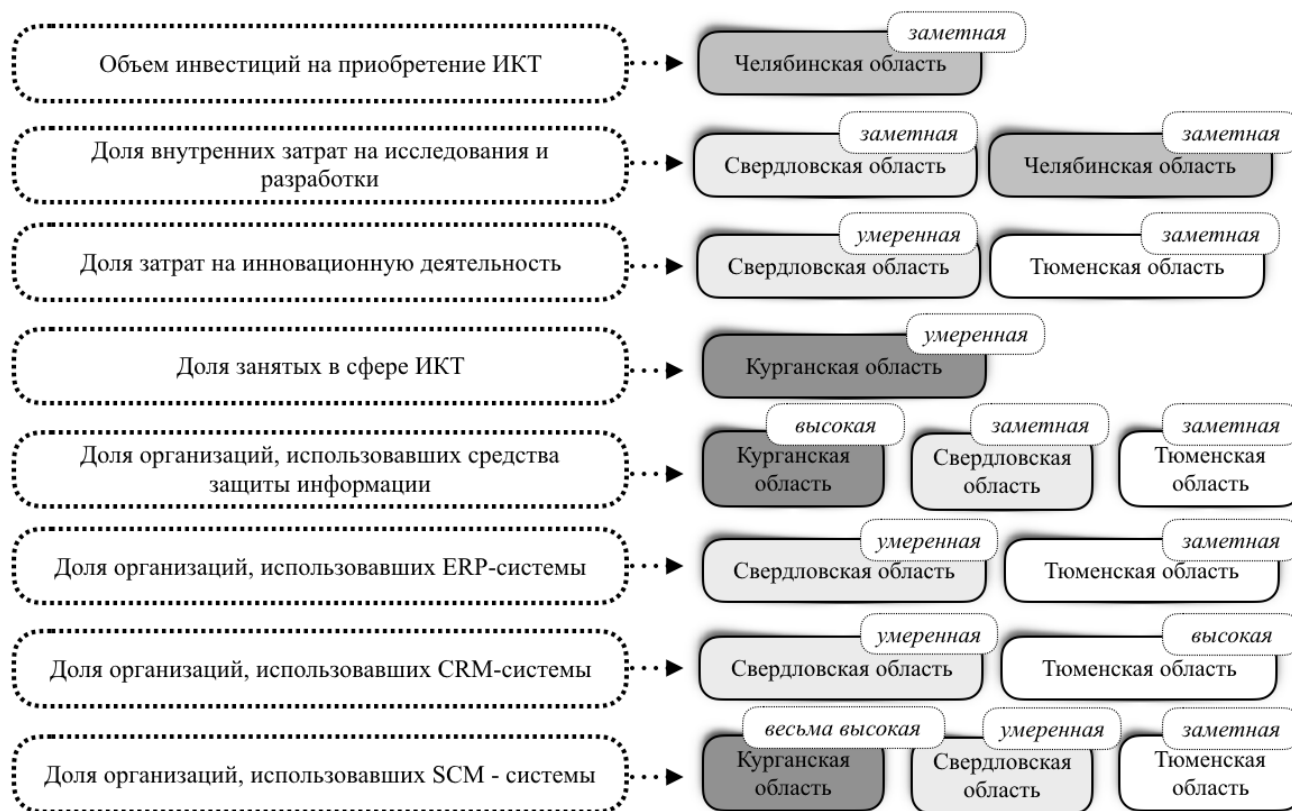 заметная
Объем инвестиций на приобретение ИКТ
Челябинская область
заметная
заметная
Доля внутренних затрат на исследования и
разработки
Свердловская область
Челябинская область
умеренная
заметная
Доля затрат на инновационную деятельность
Свердловская область
Тюменская область
умеренная
Доля занятых в сфере ИКТ
Курганская область
высокая
заметная
заметная
Доля организаций, использовавших средства
защиты информации
Курганская
область
Свердловская
область
Тюменская
область
умеренная
заметная
Доля организаций, использовавших ERP-системы
Свердловская область
Тюменская область
умеренная
высокая
Доля организаций, использовавших CRM-системы
Свердловская область
Тюменская область
весьма высокая
умеренная
заметная
Доля организаций, использовавших SCM - системы
Курганская
область
Свердловская
область
Тюменская
область